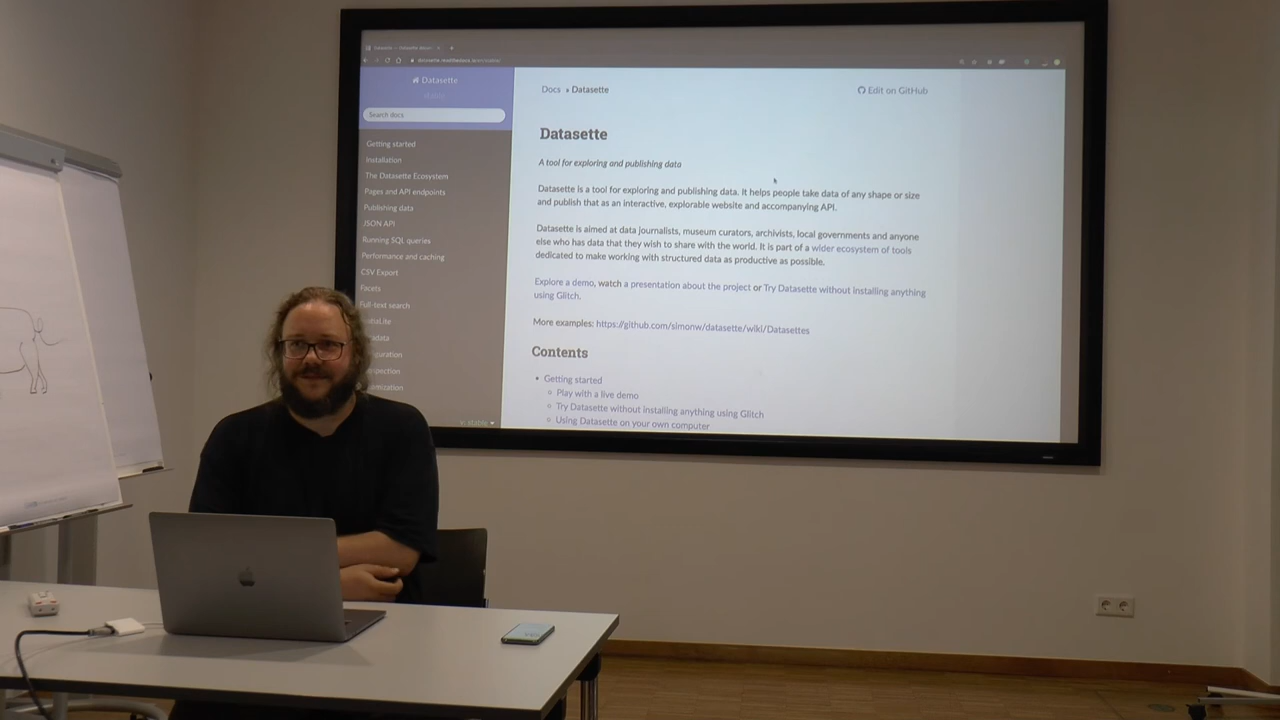 Datasette
Search docs
Getting started
Installation
The Datasette Ecosystem
Pages and API endpoints
Publishing data
JSON API
Running SQL queries
Performance and caching
CSV Export
Facets
Full-text search
v: stable
Docs » Datasette
Edit on GitHub
Datasette
A tool for exploring and publishing data
Datasette is a tool for exploring and publishing data. It helps people take data of any shape or size
and publish that as an interactive, explorable website and accompanying API.
Datasette is aimed at data journalists, museum curators, archivists, local governments and anyone
else who has data that they wish to share with the world. It is part of a wider ecosystem of tools
dedicated to make working with structured data as productive as possible.
Explore a demo, watch a presentation about the project or Try Datasette without installing anything
using Glitch.
More examples: https://github.com/simonw/datasette/wiki/Datasettes
Contents
• Getting started
◦ Play with a live demo
◦ Try Datasette without installing anything using Glitch
◦ Using Datasette on your own computer